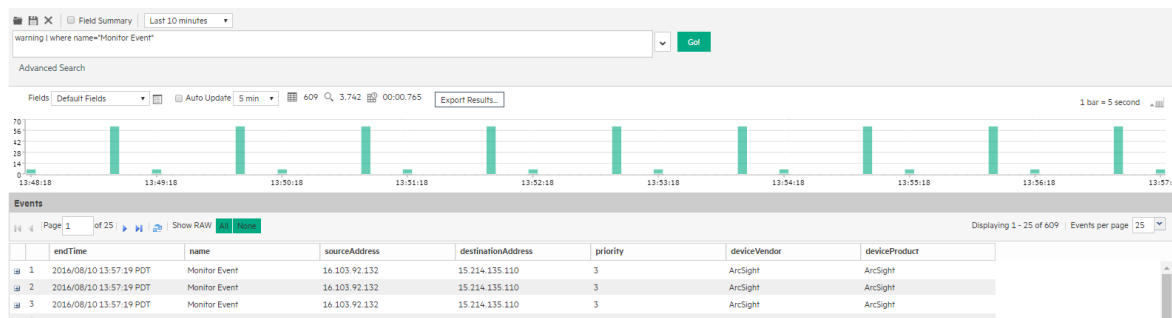 Field Summary Last 10 minutes
warning | where name="Monitor Event"
Go!
Advanced Search
Fields Default Fields Auto Update 5 min 609 3,742 00:00.765 Export Results... 1 bar = 5 second
70
56
42
28
14
0
13:48:18 13:49:18 13:50:18 13:51:18 13:52:18 13:53:18 13:54:18 13:55:18 13:56:18 13:57:
Events
Page 1 of 25 Show RAW All None Displaying 1 - 25 of 609 Events per page 25
endTime name sourceAddress destinationAddress priority deviceVendor deviceProduct
1 2016/08/10 13:57:19 PDT Monitor Event 16.103.92.132 15.214.135.110 3 ArcSight ArcSight
2 2016/08/10 13:57:19 PDT Monitor Event 16.103.92.132 15.214.135.110 3 ArcSight ArcSight
3 2016/08/10 13:57:19 PDT Monitor Event 16.103.92.132 15.214.135.110 3 ArcSight ArcSight